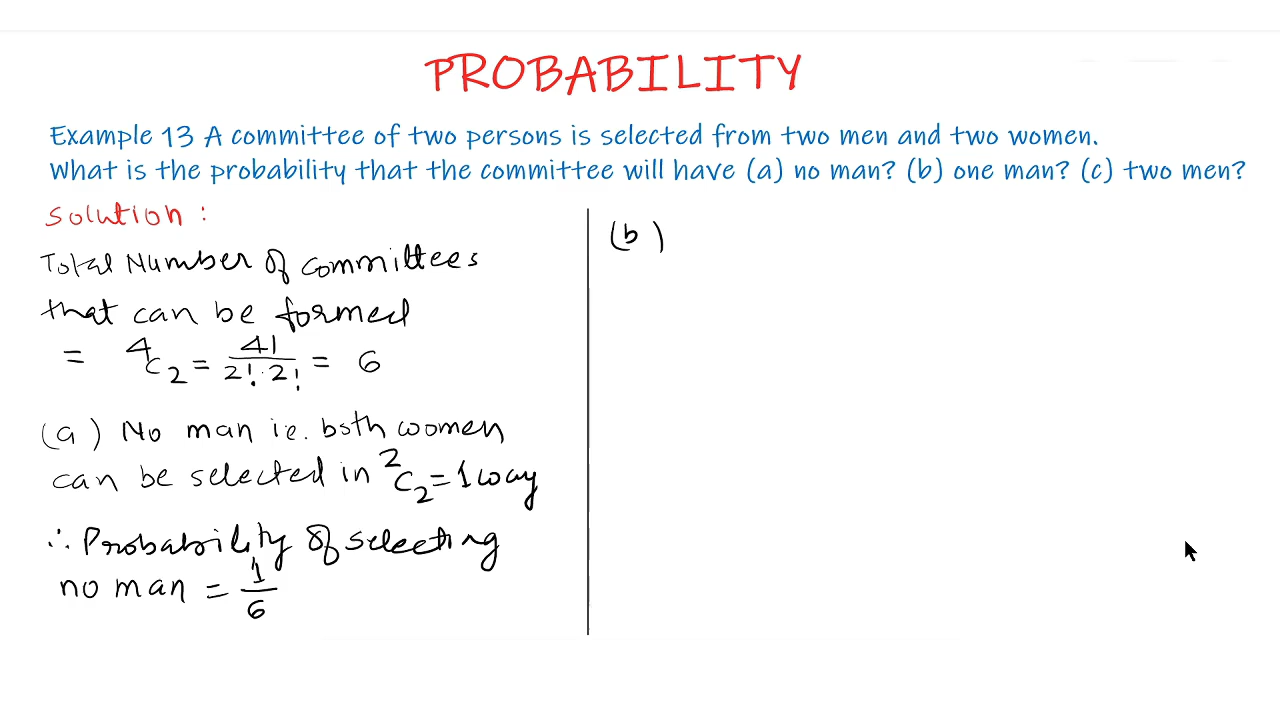 PROBABILITY
Example 13 A committee of two persons is selected from two men and two women.
What is the probability that the committee will have (a) no man? (b) one man? (c) two men?
Solution :
Total Number of committees
that can be formed
= ⁴C₂ = 4!/(2!·2!) = 6
(a) No man i.e. both women
can be selected in ²C₂ = 1 way
∴ Probability of selecting
no man = 1/6
(b)